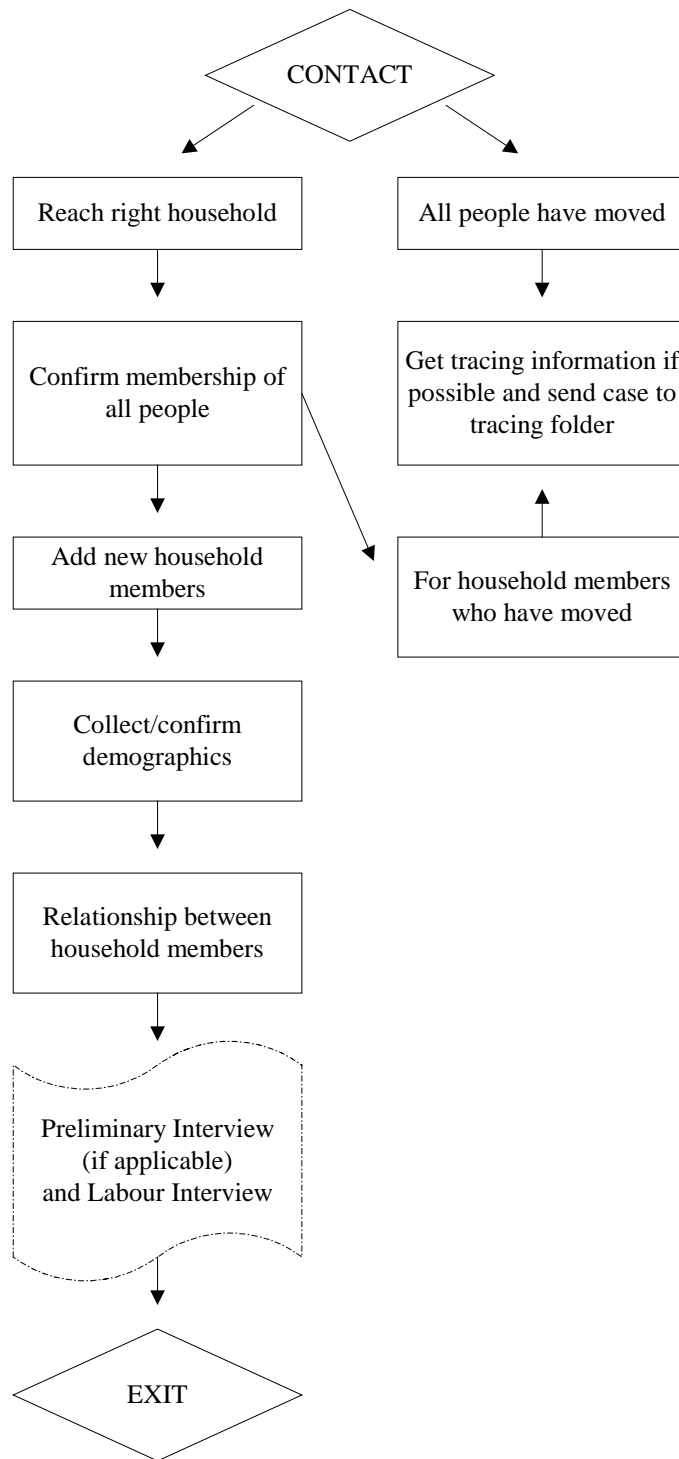 CONTACT
Reach right household
All people have moved
Confirm membership of
all people
Get tracing information if
possible and send case to
tracing folder
Add new household
members
For household members
who have moved
Collect/confirm
demographics
Relationship between
household members
Preliminary Interview
(if applicable)
and Labour Interview
EXIT